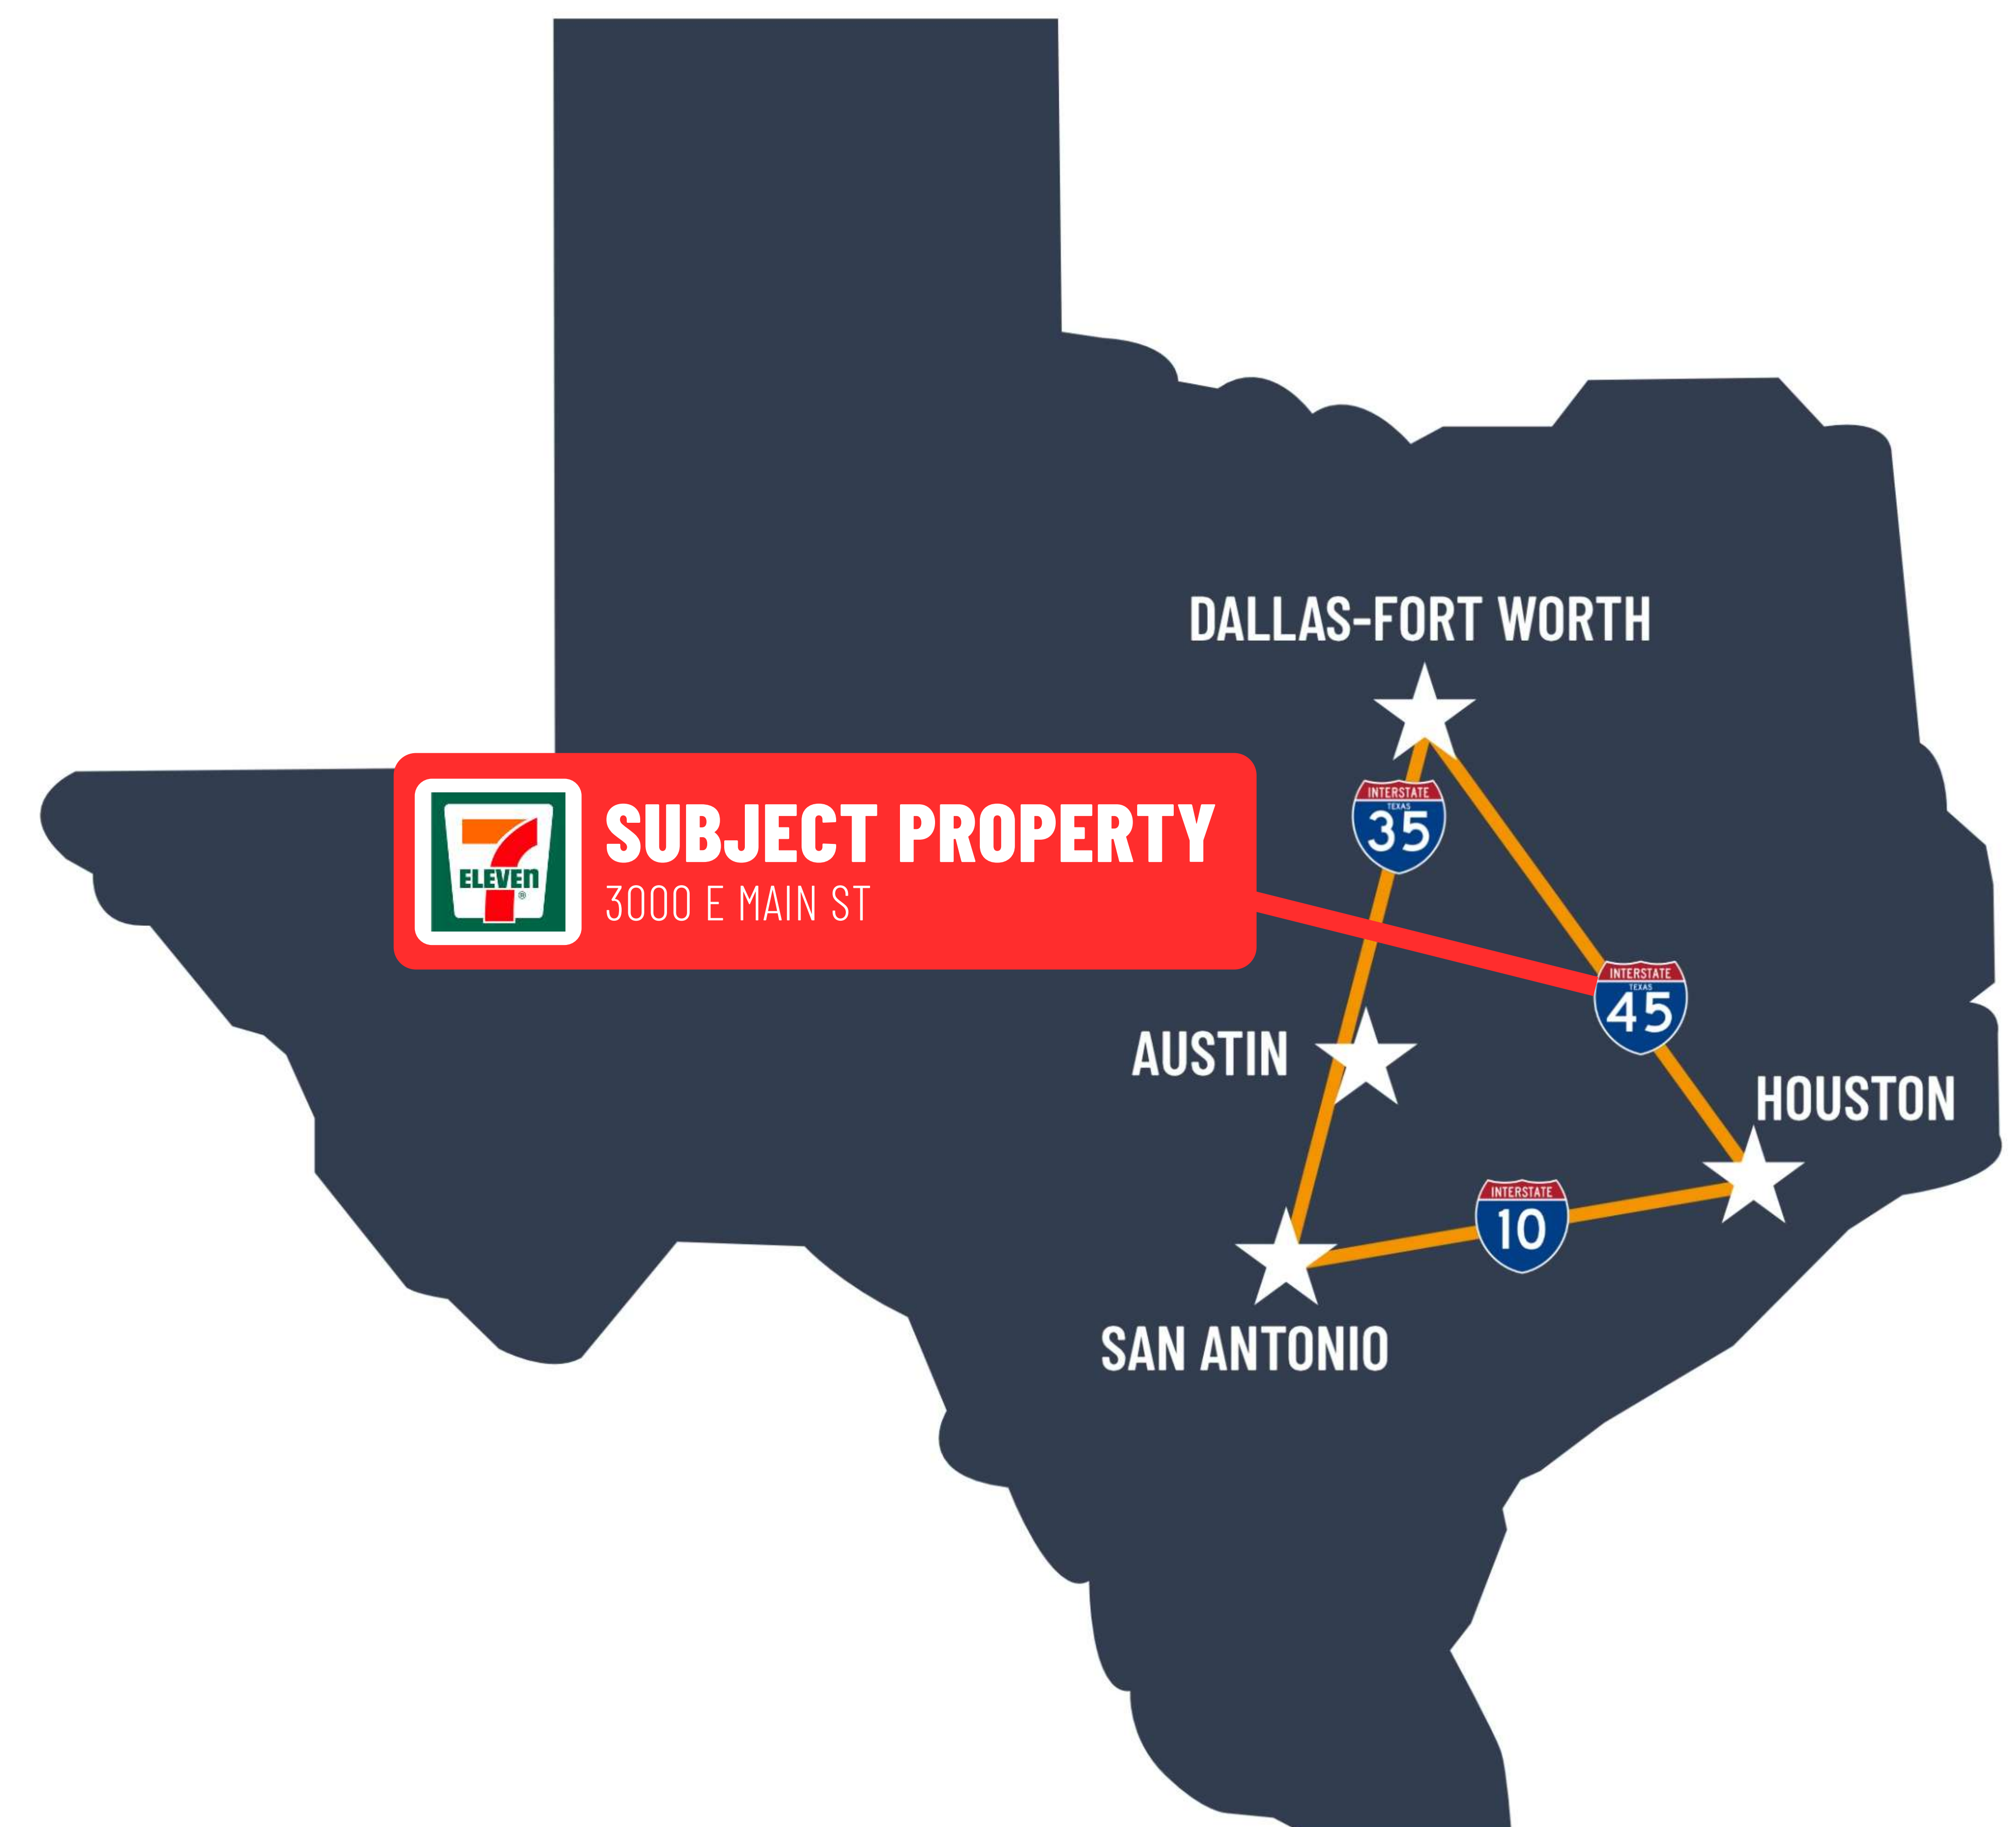 DALLAS-FORT WORTH
INTERSTATE
TEXAS
35
7
ELEVEn
®
SUBJECT PROPERTY
3000 E MAIN ST
INTERSTATE
TEXAS
45
AUSTIN
HOUSTON
INTERSTATE
10
SAN ANTONIO